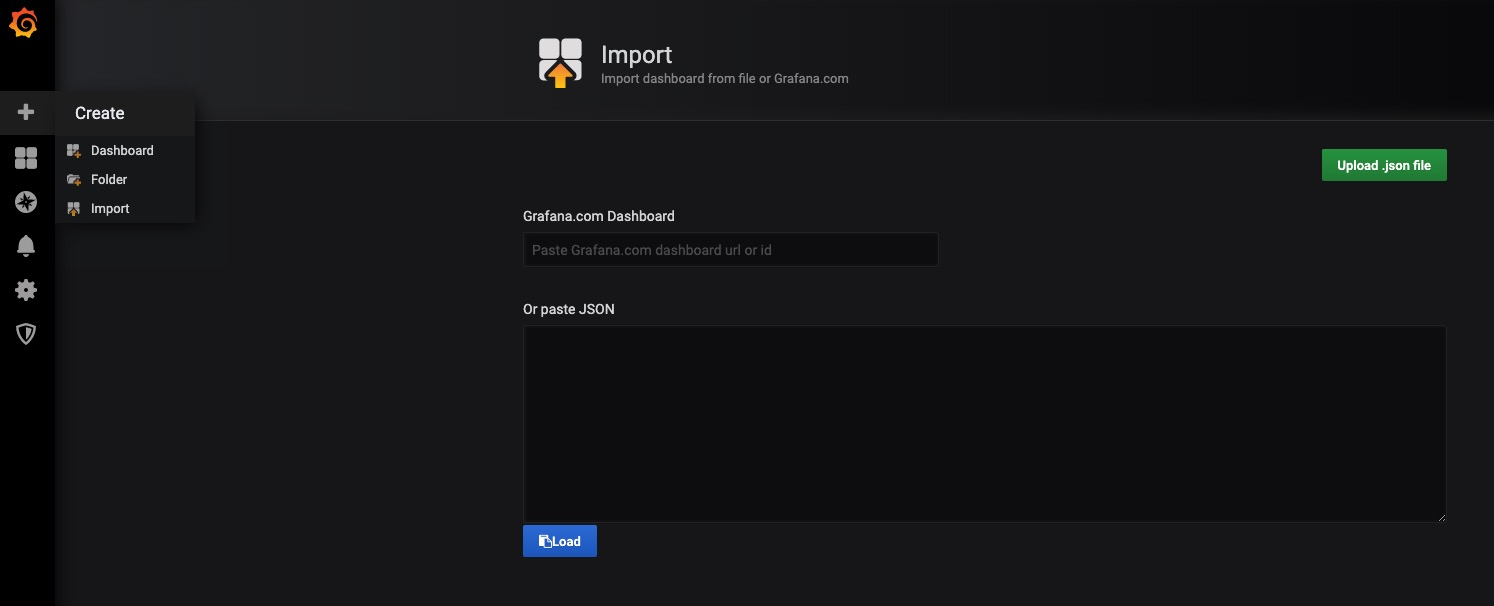 Import
Import dashboard from file or Grafana.com
Create
Dashboard
Folder
Import
Upload .json file
Grafana.com Dashboard
Paste Grafana.com dashboard url or id
Or paste JSON
Load